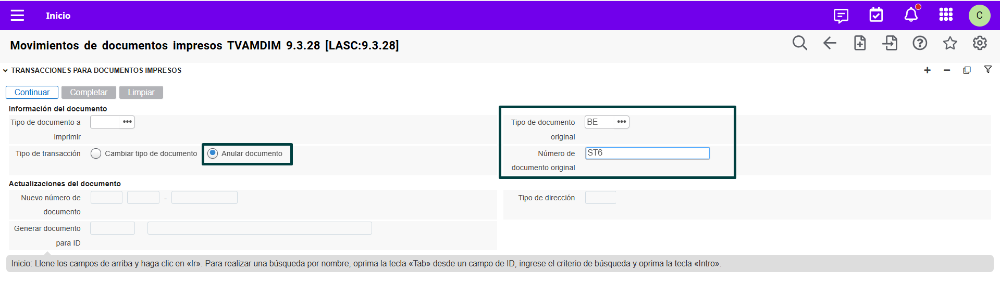 Inicio
C
Movimientos de documentos impresos TVAMDIM 9.3.28 [LASC:9.3.28]
TRANSACCIONES PARA DOCUMENTOS IMPRESOS
Continuar Completar Limpiar
Información del documento
Tipo de documento a imprimir
Tipo de documento original BE
Tipo de transacción Cambiar tipo de documento Anular documento
Número de documento original ST6
Actualizaciones del documento
Nuevo número de documento -
Tipo de dirección
Generar documento para ID
Inicio: Llene los campos de arriba y haga clic en «Ir». Para realizar una búsqueda por nombre, oprima la tecla «Tab» desde un campo de ID, ingrese el criterio de búsqueda y oprima la tecla «Intro».